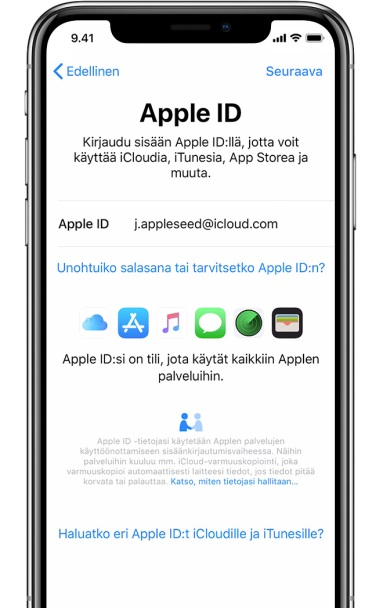 9.41
Edellinen
Seuraava
Apple ID
Kirjaudu sisään Apple ID:llä, jotta voit
käyttää iCloudia, iTunesia, App Storea ja
muuta.
Apple ID j.appleseed@icloud.com
Unohtuiko salasana tai tarvitsetko Apple ID:n?
Apple ID:si on tili, jota käytät kaikkiin Applen
palveluihin.
Apple ID -tietojasi käytetään Applen palvelujen
käyttöönottamiseen sisäänkirjautumisvaiheessa. Näihin
palveluihin kuuluu mm. iCloud-varmuuskopiointi, joka
varmuuskopioi automaattisesti laitteesi tiedot, jos tiedot pitää
korvata tai palauttaa. Katso, miten tietojasi hallitaan...
Haluatko eri Apple ID:t iCloudille ja iTunesille?